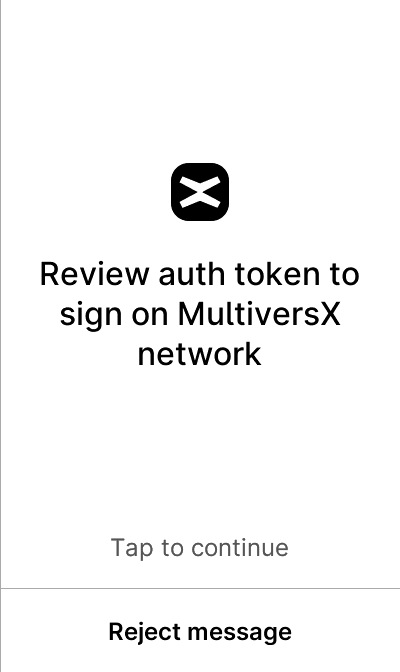 Review auth token to
sign on MultiversX
network
Tap to continue
Reject message